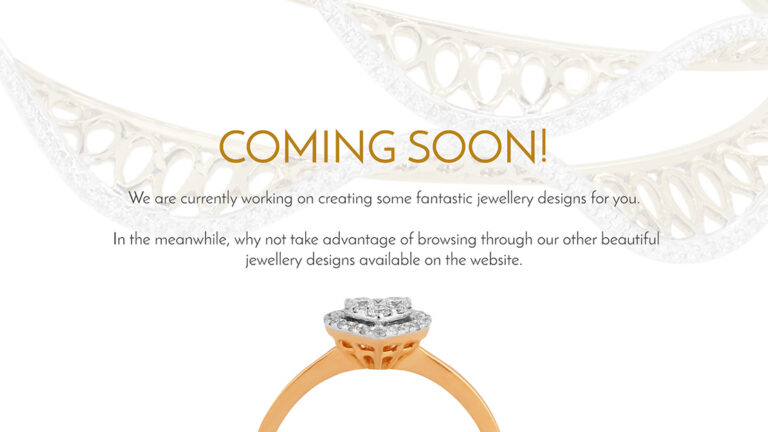 COMING SOON!
We are currently working on creating some fantastic jewellery designs for you.
In the meanwhile, why not take advantage of browsing through our other beautiful
jewellery designs available on the website.